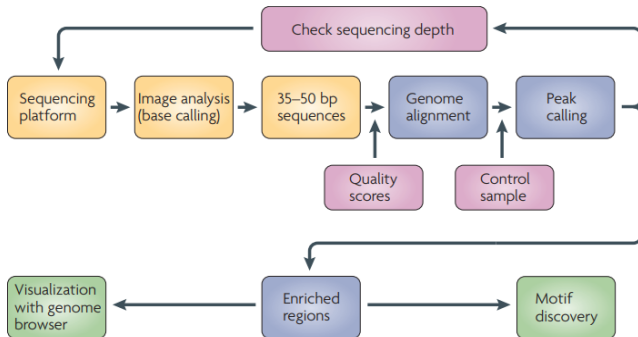 Check sequencing depth
Sequencing
platform
Image analysis
(base calling)
35–50 bp
sequences
Genome
alignment
Peak
calling
Quality
scores
Control
sample
Visualization
with genome
browser
Enriched
regions
Motif
discovery